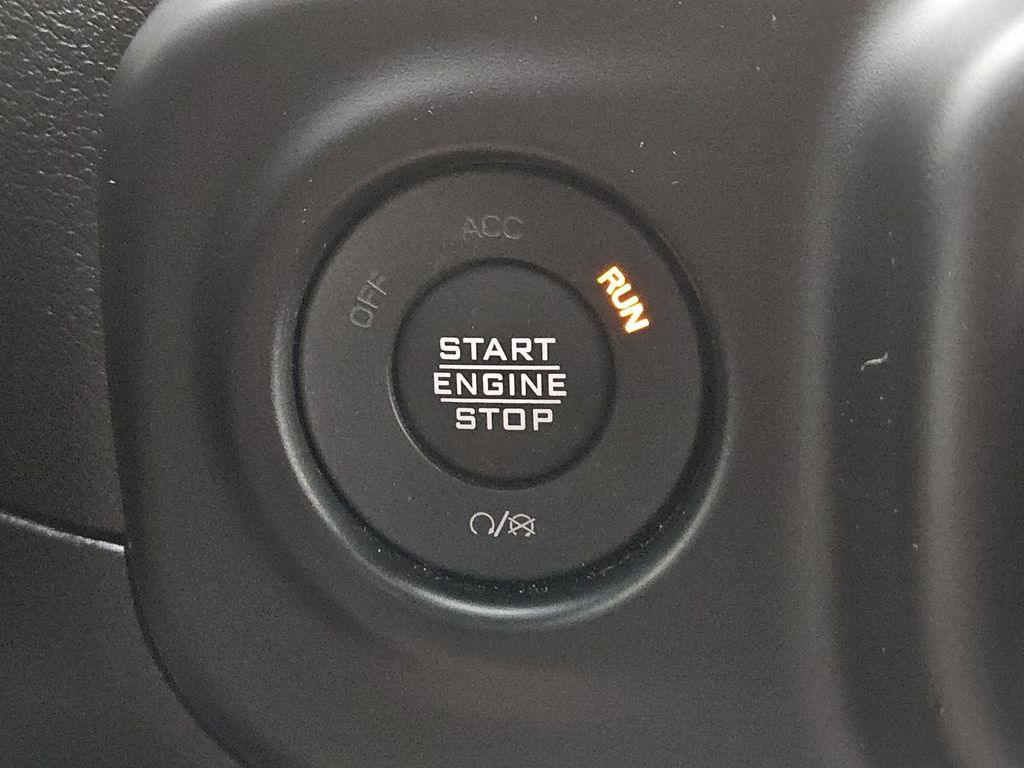 ACC
OFF
RUN
START
ENGINE
STOP